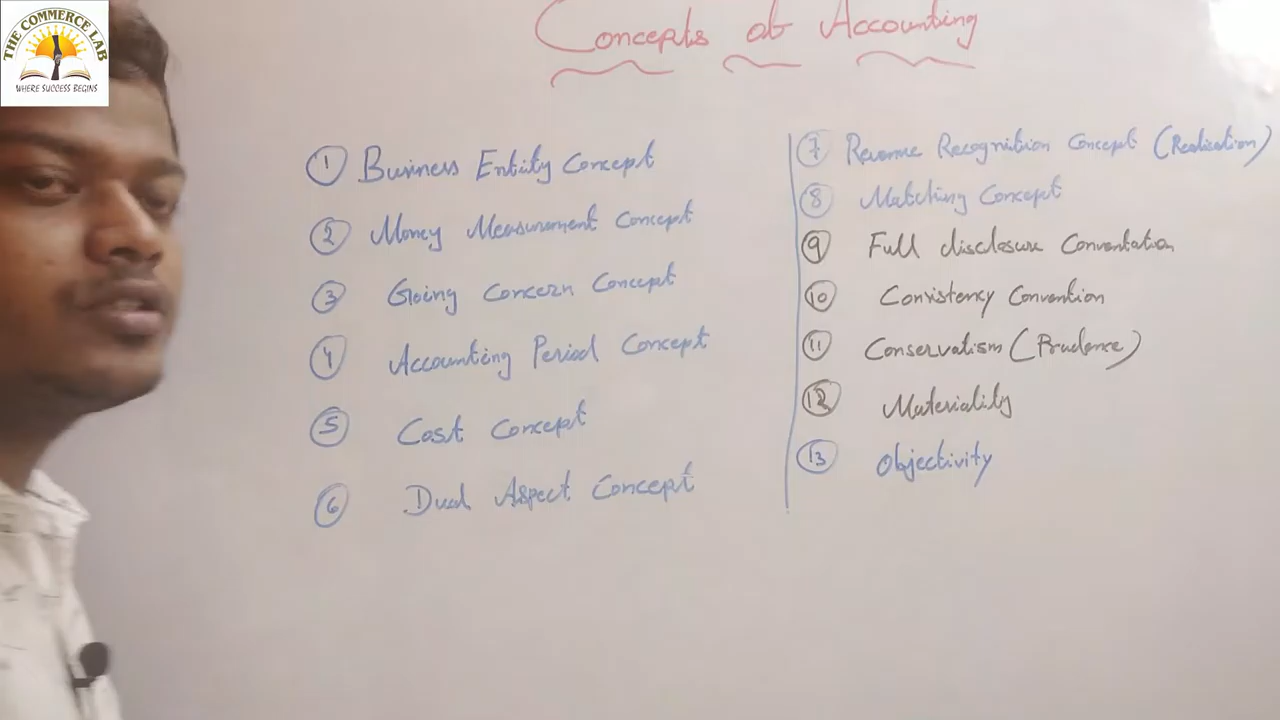 THE COMMERCE LAB
WHERE SUCCESS BEGINS
Concepts of Accounting
1 Business Entity Concept
2 Money Measurement Concept
3 Going Concern Concept
4 Accounting Period Concept
5 Cost Concept
6 Dual Aspect Concept
7 Revenue Recognition Concept (Realisation)
8 Matching Concept
9 Full disclosure Conventation
10 Consistency Convention
11 Conservatism (Prudence)
12 Materiality
13 Objectivity